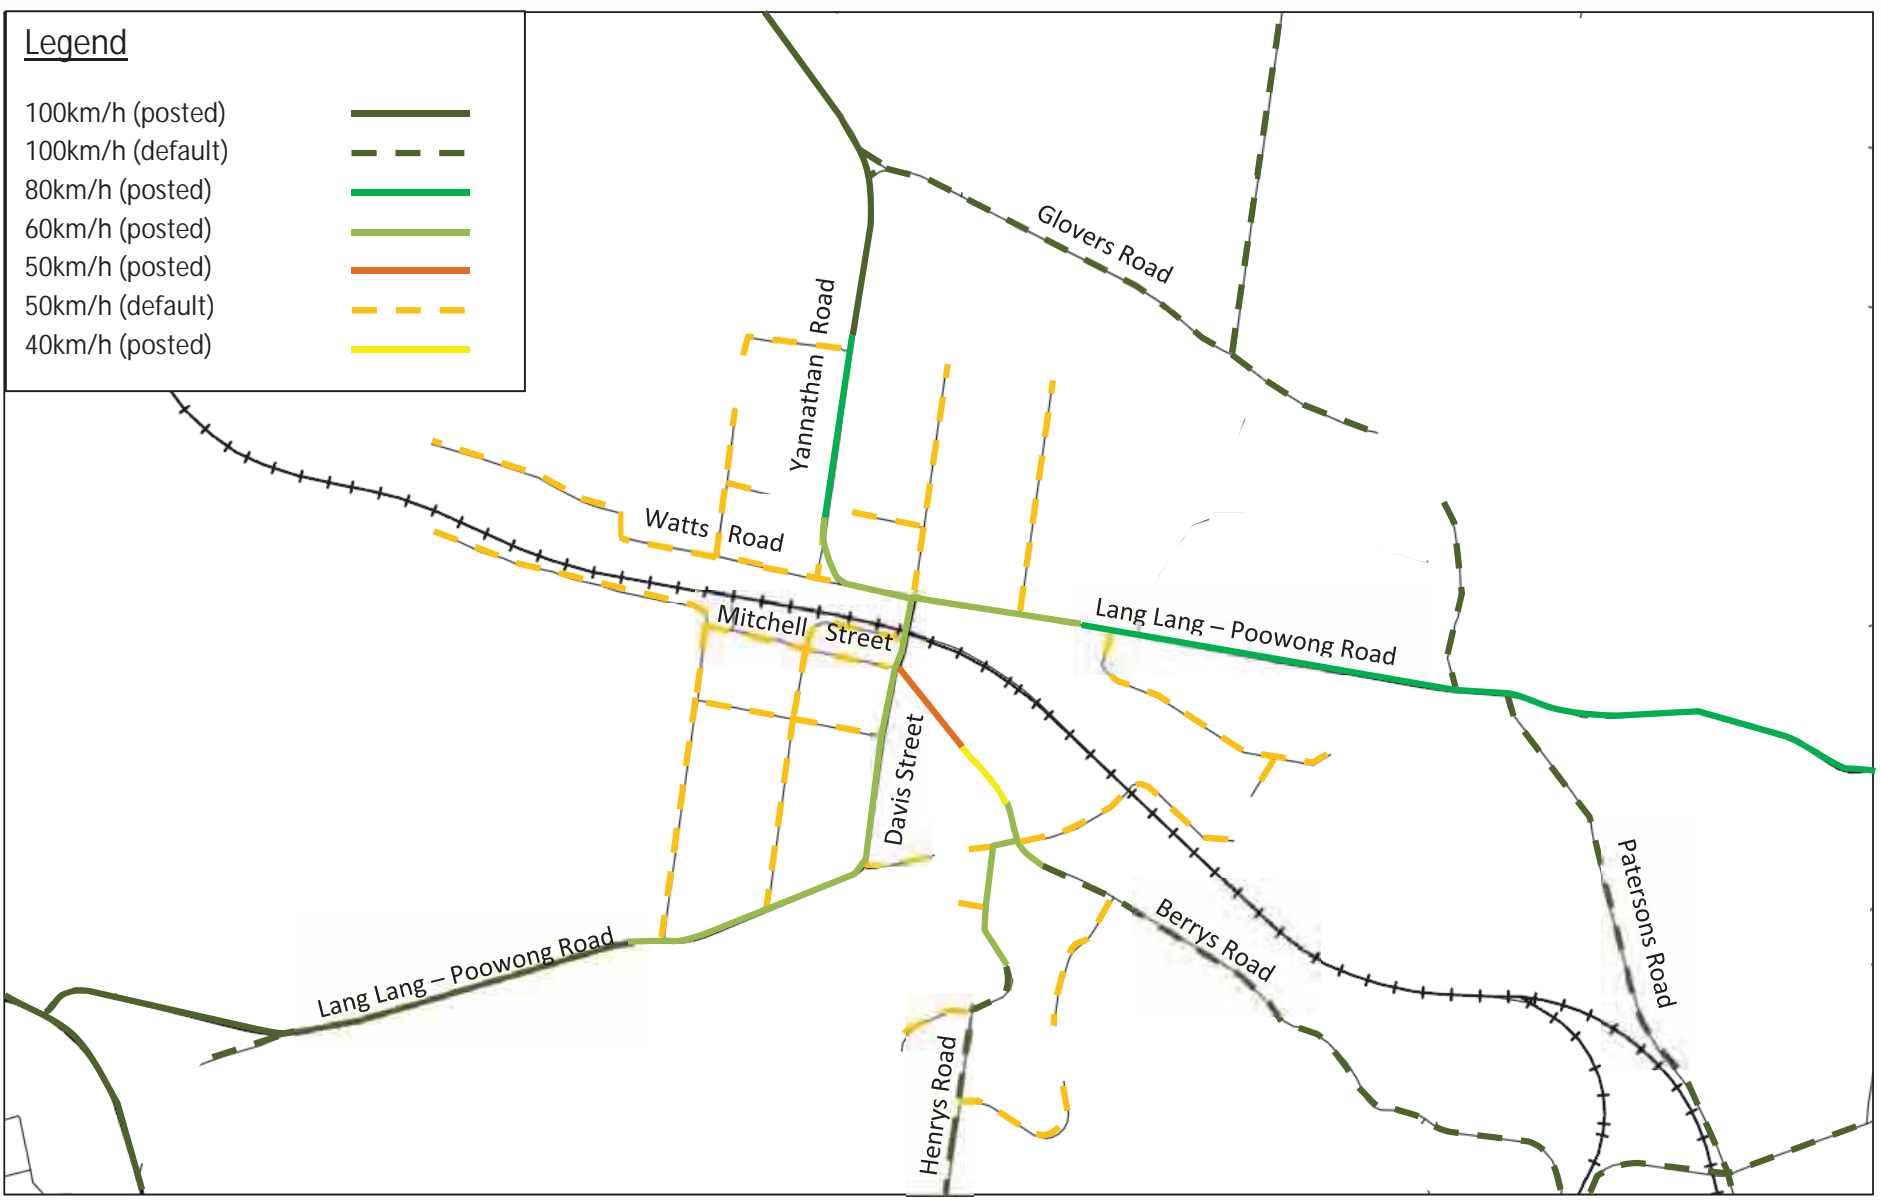 Legend
100km/h (posted)
100km/h (default)
80km/h (posted)
60km/h (posted)
50km/h (posted)
50km/h (default)
40km/h (posted)
Glovers Road
Yannathan Road
Watts Road
Mitchell Street
Lang Lang – Poowong Road
Davis Street
Patersons Road
Berrys Road
Lang Lang – Poowong Road
Henrys Road